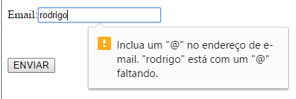 Email: rodrigo
Inclua um "@" no endereço de e-
mail. "rodrigo" está com um "@"
faltando.
ENVIAR